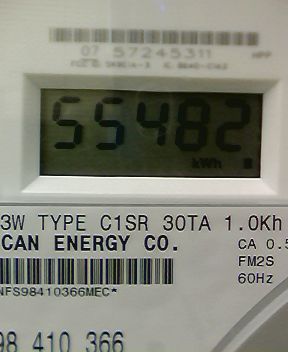 07 57245311
55482
kWh
3W TYPE C1SR 30TA 1.0Kh
CAN ENERGY CO.
CA 0.5
FM2S
60Hz
NFS98410366MEC*
98 410 366